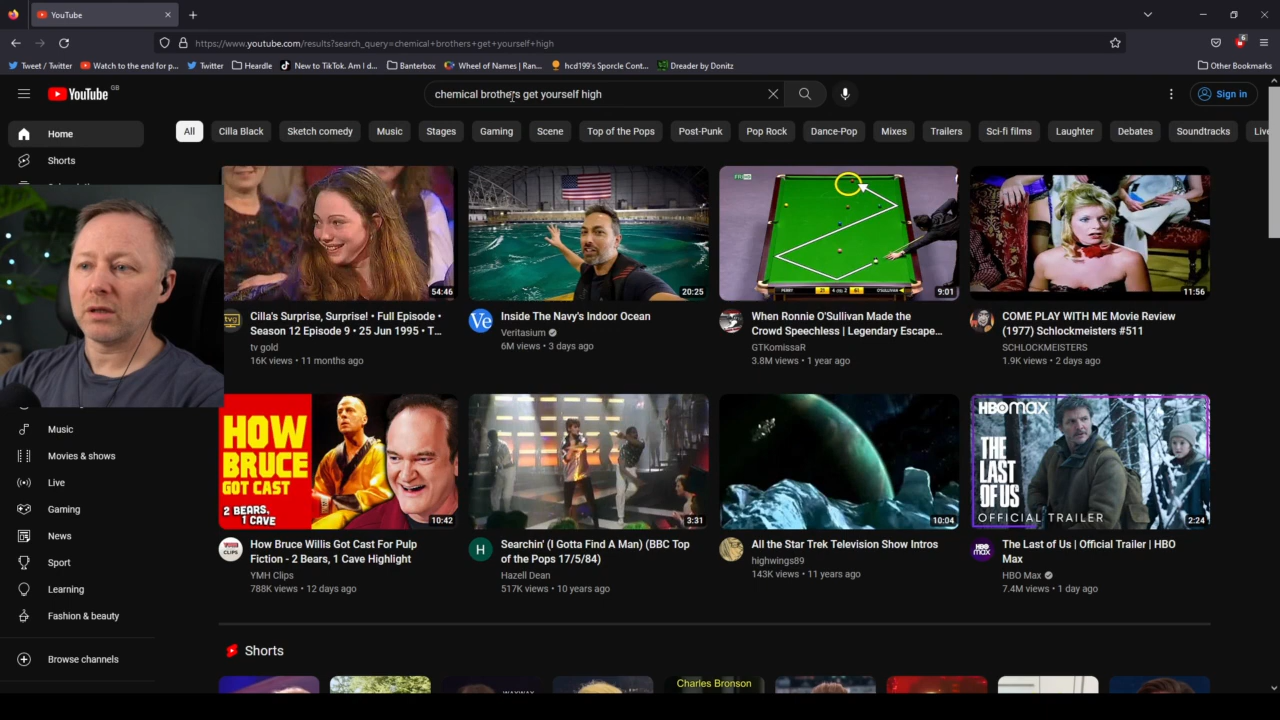 YouTube
https://www.youtube.com/results?search_query=chemical+brothers+get+yourself+high
6
Tweet / Twitter
Watch to the end for p...
Twitter
Heardle
New to TikTok. Am I d...
Banterbox
Wheel of Names | Ran...
hcd199's Sporcle Cont...
Dreader by Donitz
Other Bookmarks
YouTube GB
chemical brothers get yourself high
Sign in
Home
Shorts
All
Cilla Black
Sketch comedy
Music
Stages
Gaming
Scene
Top of the Pops
Post-Punk
Pop Rock
Dance-Pop
Mixes
Trailers
Sci-fi films
Laughter
Debates
Soundtracks
Live
54:46
20:25
9:01
11:56
tvg
Cilla's Surprise, Surprise! • Full Episode •
Season 12 Episode 9 • 25 Jun 1995 • T...
tv gold
16K views • 11 months ago
Ve
Inside The Navy's Indoor Ocean
Veritasium
6M views • 3 days ago
When Ronnie O'Sullivan Made the
Crowd Speechless | Legendary Escape...
GTKomissaR
3.8M views • 1 year ago
COME PLAY WITH ME Movie Review
(1977) Schlockmeisters #511
SCHLOCKMEISTERS
1.9K views • 2 days ago
Music
Movies & shows
Live
Gaming
News
Sport
Learning
Fashion & beauty
Browse channels
HOW
BRUCE
GOT CAST
2 BEARS,
1 CAVE
10:42
3:31
10:04
HBOMAX
THE
LAST
OF US
OFFICIAL TRAILER
2:24
How Bruce Willis Got Cast For Pulp
Fiction - 2 Bears, 1 Cave Highlight
YMH Clips
788K views • 12 days ago
H
Searchin' (I Gotta Find A Man) (BBC Top
of the Pops 17/5/84)
Hazell Dean
517K views • 10 years ago
All the Star Trek Television Show Intros
highwings89
143K views • 11 years ago
HBO
max
The Last of Us | Official Trailer | HBO
Max
HBO Max
7.4M views • 1 day ago
Shorts
Charles Bronson